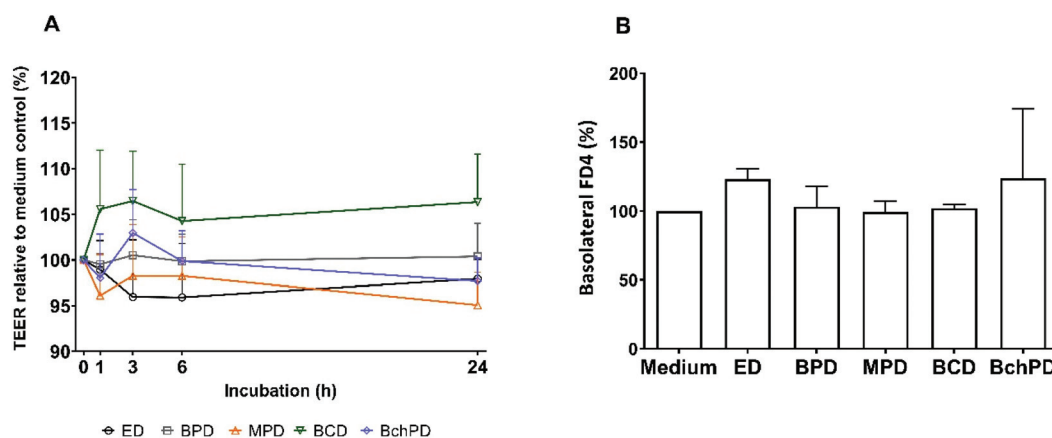 A
TEER relative to medium control (%)
120
115
110
105
100
95
90
0 1 3 6 24
Incubation (h)
ED BPD MPD BCD BchPD
B
Basolateral FD4 (%)
200
150
100
50
0
Medium ED BPD MPD BCD BchPD